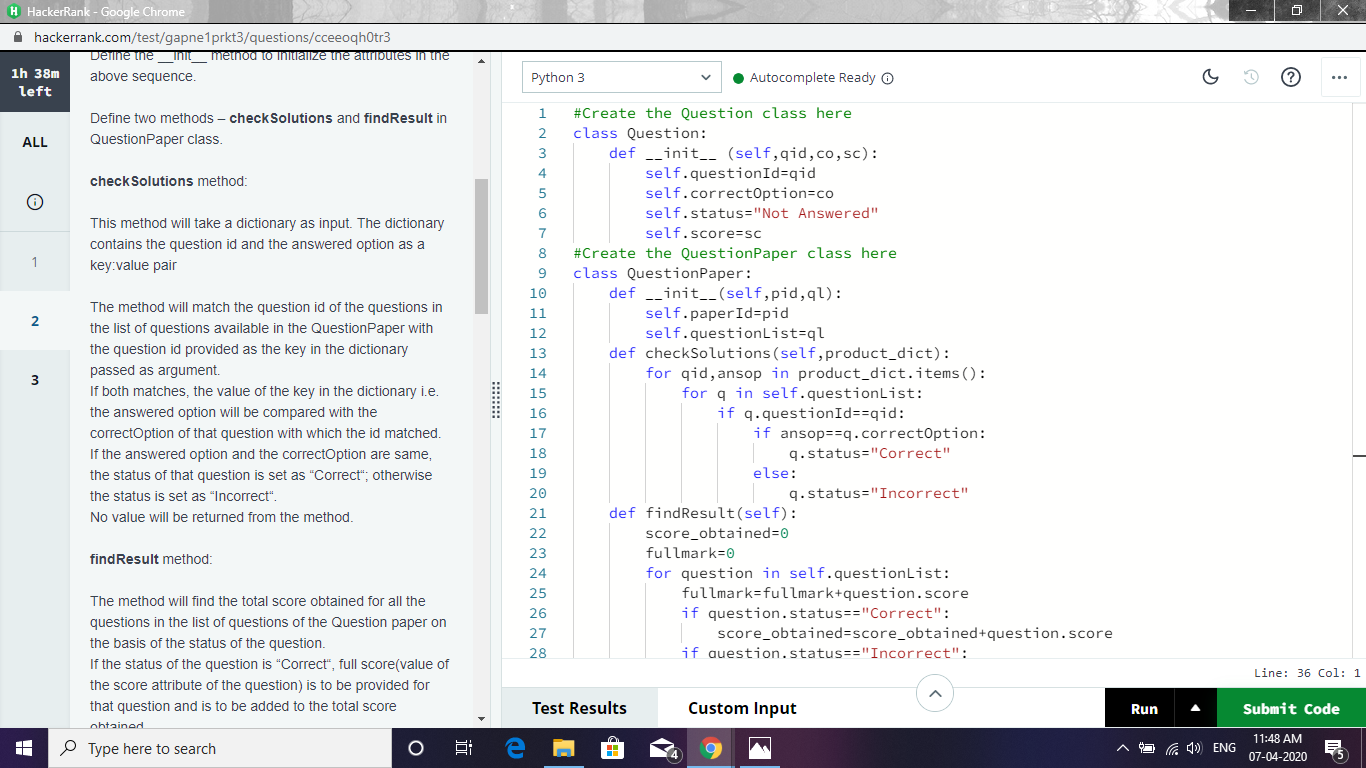 HackerRank - Google Chrome
hackerrank.com/test/gapne1prkt3/questions/cceeoqh0tr3
1h 38m
left
ALL
1
2
3
Define the __init__ method to initialize the attributes in the
above sequence.
Define two methods – checkSolutions and findResult in
QuestionPaper class.
checkSolutions method:
This method will take a dictionary as input. The dictionary
contains the question id and the answered option as a
key:value pair
The method will match the question id of the questions in
the list of questions available in the QuestionPaper with
the question id provided as the key in the dictionary
passed as argument.
If both matches, the value of the key in the dictionary i.e.
the answered option will be compared with the
correctOption of that question with which the id matched.
If the answered option and the correctOption are same,
the status of that question is set as “Correct“; otherwise
the status is set as “Incorrect“.
No value will be returned from the method.
findResult method:
The method will find the total score obtained for all the
questions in the list of questions of the Question paper on
the basis of the status of the question.
If the status of the question is “Correct“, full score(value of
the score attribute of the question) is to be provided for
that question and is to be added to the total score
obtained
Python 3
Autocomplete Ready
1 #Create the Question class here
2 class Question:
3 def __init__ (self,qid,co,sc):
4 self.questionId=qid
5 self.correctOption=co
6 self.status="Not Answered"
7 self.score=sc
8 #Create the QuestionPaper class here
9 class QuestionPaper:
10 def __init__(self,pid,ql):
11 self.paperId=pid
12 self.questionList=ql
13 def checkSolutions(self,product_dict):
14 for qid,ansop in product_dict.items():
15 for q in self.questionList:
16 if q.questionId==qid:
17 if ansop==q.correctOption:
18 q.status="Correct"
19 else:
20 q.status="Incorrect"
21 def findResult(self):
22 score_obtained=0
23 fullmark=0
24 for question in self.questionList:
25 fullmark=fullmark+question.score
26 if question.status=="Correct":
27 score_obtained=score_obtained+question.score
28 if question.status=="Incorrect":
Line: 36 Col: 1
Test Results
Custom Input
Run
Submit Code
Type here to search
4
ENG
11:48 AM
07-04-2020
5